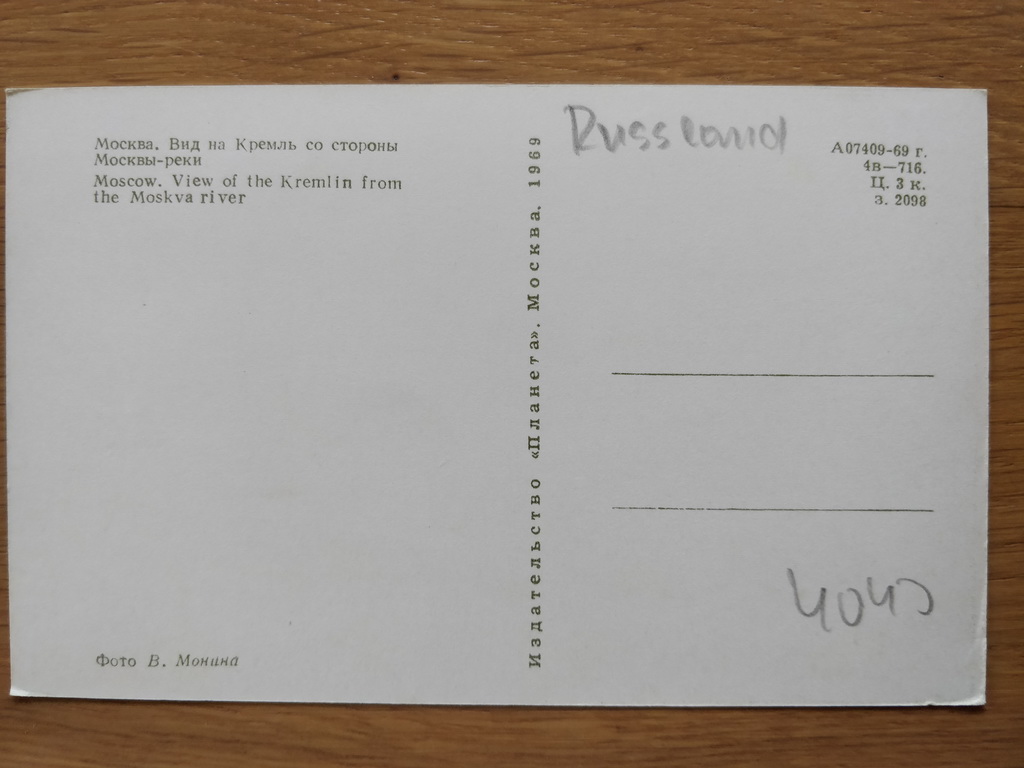 Москва. Вид на Кремль со стороны
Москвы-реки
Moscow. View of the Kremlin from
the Moskva river
Фото В. Монина
Издательство «Планета». Москва. 1969
Russland
А07409-69 г.
4в—716.
Ц. 3 к.
З. 2098